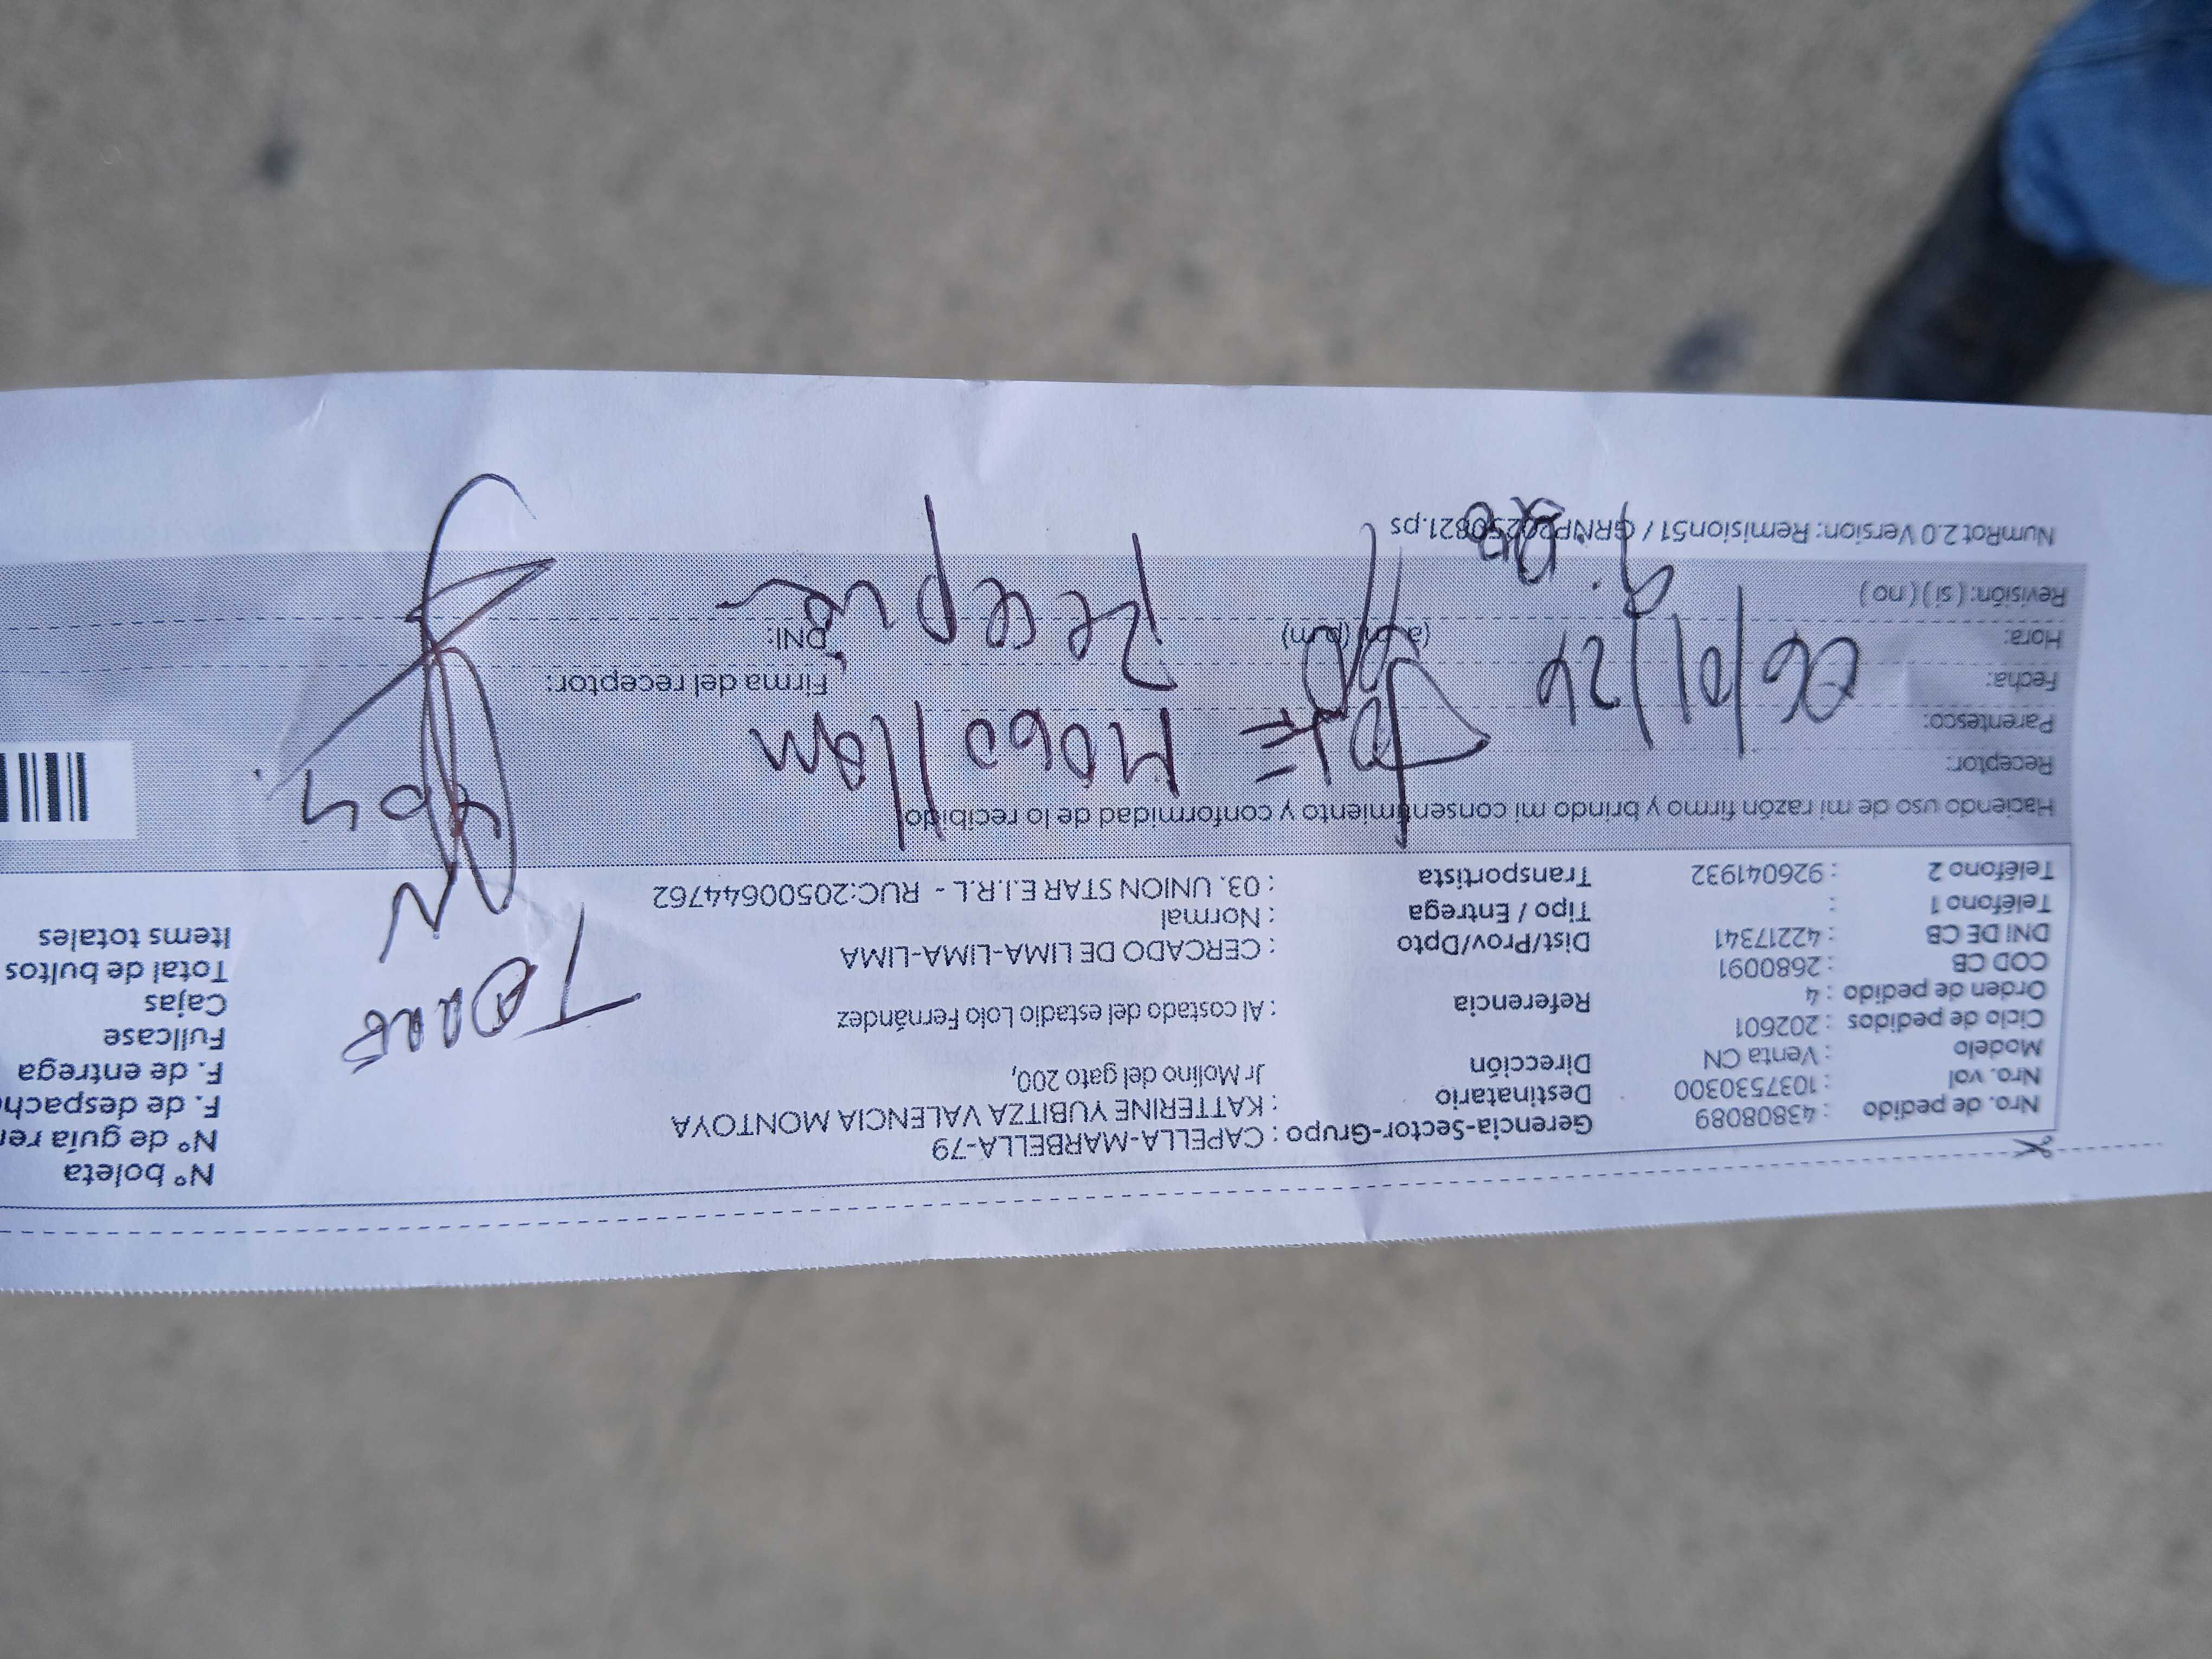 Nro. de pedido : 43808089
Nro. vol : 1037530300
Modelo : Venta CN
Ciclo de pedidos : 202601
Orden de pedido : 4
COD CB : 2680091
DNI DE CB : 42217341
Teléfono 1 :
Teléfono 2 : 926041932
Gerencia-Sector-Grupo : CAPELLA-MARBELLA-79
Destinatario : KATTERINE YUBITZA VALENCIA MONTOYA
Dirección Jr Molino del gato 200,
Referencia : Al costado del estadio Lolo Fernández
Dist/Prov/Dpto : CERCADO DE LIMA-LIMA-LIMA
Tipo / Entrega : Normal
Transportista : 03. UNION STAR E.I.R.L - RUC:20500644762
N° boleta
N° de guía re
F. de despach
F. de entrega
Fullcase
Cajas
Total de bultos
Items totales
Haciendo uso de mi razón firmo y brindo mi consentimiento y conformidad de lo recibido
Receptor:
Parentesco:
Fecha: 06/01/26
Hora: (a.m) (p.m)
Revisión: (si) (no)
Firma del receptor:
DNI:
Torre
NumRot 2.0 Version: Remision51 / GRNP20250821.ps